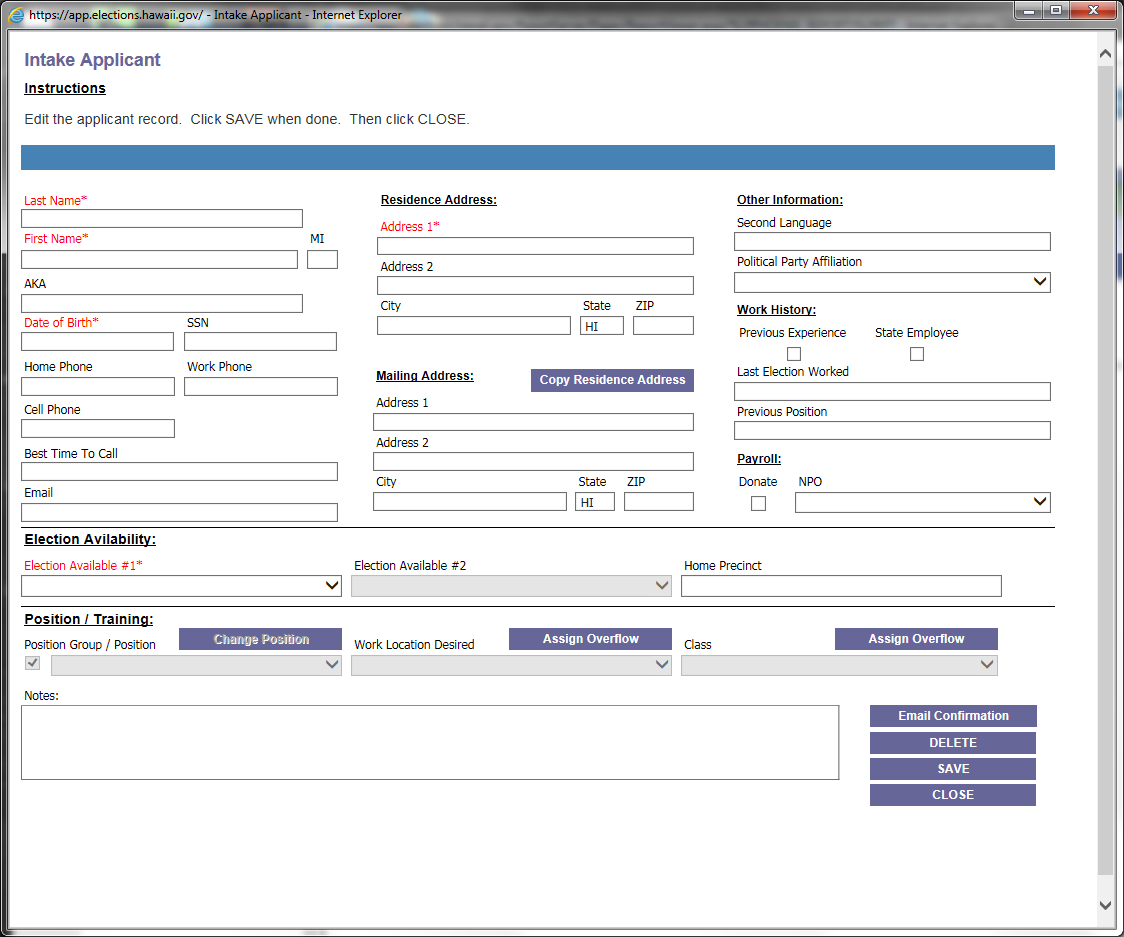 https://app.elections.hawaii.gov/ - Intake Applicant - Internet Explorer
Intake Applicant
Instructions
Edit the applicant record. Click SAVE when done. Then click CLOSE.
Last Name*
First Name*
MI
AKA
Date of Birth*
SSN
Home Phone
Work Phone
Cell Phone
Best Time To Call
Email
Residence Address:
Address 1*
Address 2
City
State
ZIP
HI
Mailing Address:
Copy Residence Address
Address 1
Address 2
City
State
ZIP
HI
Other Information:
Second Language
Political Party Affiliation
Work History:
Previous Experience
State Employee
Last Election Worked
Previous Position
Payroll:
Donate
NPO
Election Avilability:
Election Available #1*
Election Available #2
Home Precinct
Position / Training:
Position Group / Position
Change Position
Work Location Desired
Assign Overflow
Class
Assign Overflow
Notes:
Email Confirmation
DELETE
SAVE
CLOSE